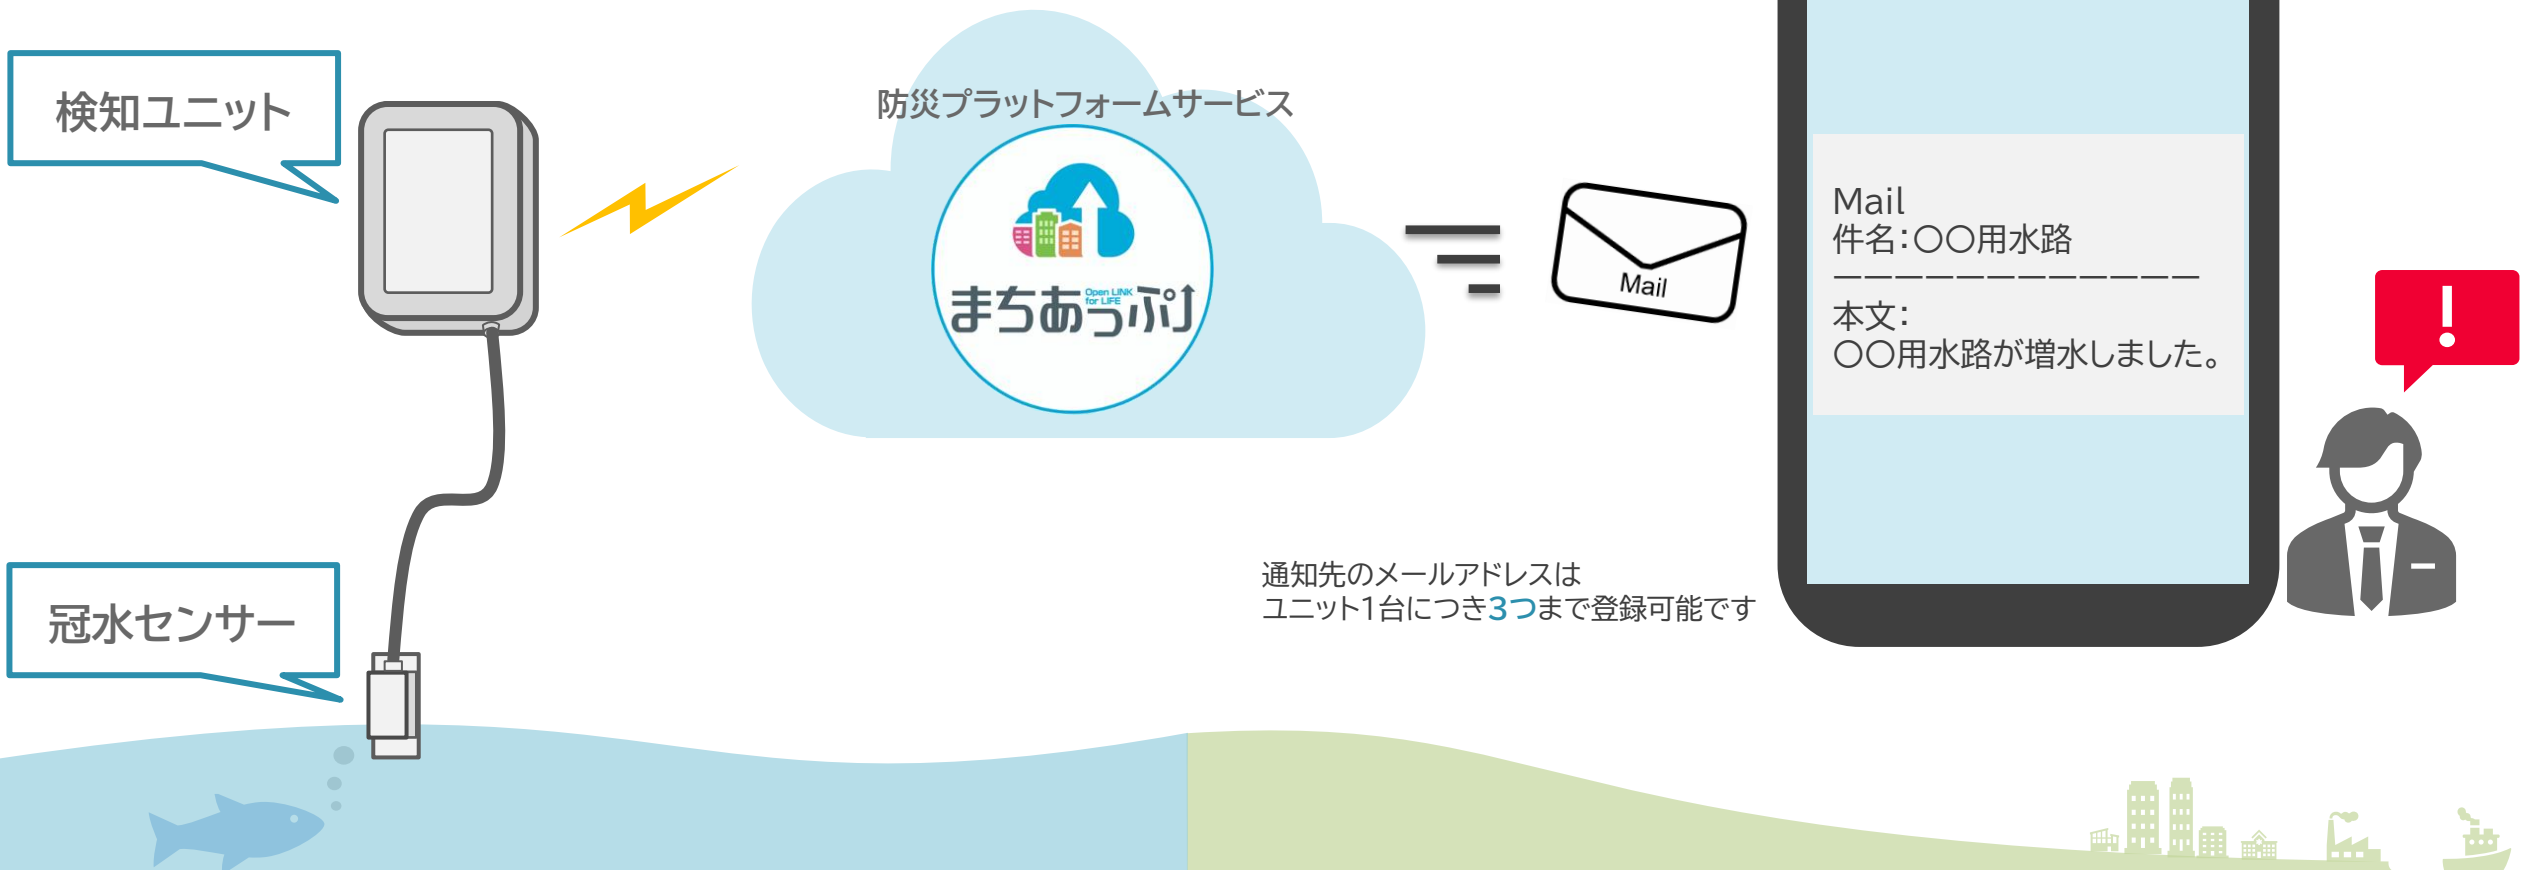 検知ユニット
防災プラットフォームサービス
Open LINK
for LIFE
まちあっぷ
Mail
Mail
件名：〇〇用水路
ーーーーーーーーーーーー
本文：
〇〇用水路が増水しました。
!
通知先のメールアドレスは
ユニット1台につき3つまで登録可能です
冠水センサー